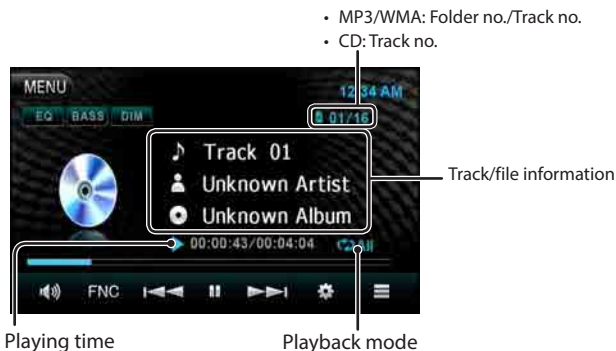 • MP3/WMA: Folder no./Track no.
• CD: Track no.
MENU
12:34 AM
EQ BASS DIM
01/16
Track 01
Unknown Artist
Unknown Album
Track/file information
00:00:43/00:04:04
All
FNC
Playing time
Playback mode